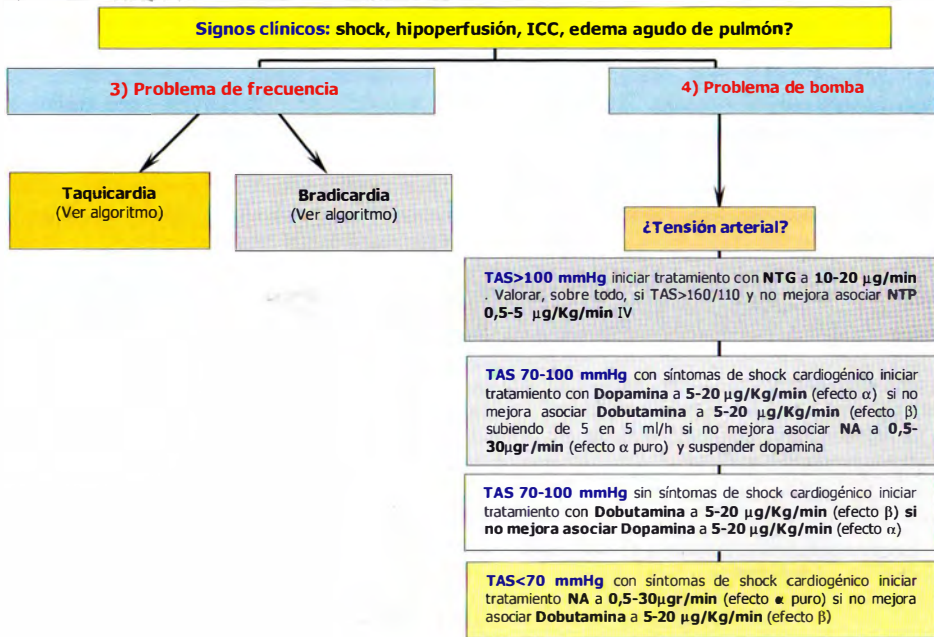 Signos clínicos: shock, hipoperfusión, ICC, edema agudo de pulmón?
3) Problema de frecuencia
4) Problema de bomba
Taquicardia
(Ver algoritmo)
Bradicardia
(Ver algoritmo)
¿Tensión arterial?
TAS>100 mmHg iniciar tratamiento con NTG a 10-20 µg/min
. Valorar, sobre todo, si TAS>160/110 y no mejora asociar NTP
0,5-5 µg/Kg/min IV
TAS 70-100 mmHg con síntomas de shock cardiogénico iniciar
tratamiento con Dopamina a 5-20 µg/Kg/min (efecto α) si no
mejora asociar Dobutamina a 5-20 µg/Kg/min (efecto β)
subiendo de 5 en 5 ml/h si no mejora asociar NA a 0,5-
30µgr/min (efecto α puro) y suspender dopamina
TAS 70-100 mmHg sin síntomas de shock cardiogénico iniciar
tratamiento con Dobutamina a 5-20 µg/Kg/min (efecto β) si
no mejora asociar Dopamina a 5-20 µg/Kg/min (efecto α)
TAS<70 mmHg con síntomas de shock cardiogénico iniciar
tratamiento NA a 0,5-30µgr/min (efecto α puro) si no mejora
asociar Dobutamina a 5-20 µg/Kg/min (efecto β)